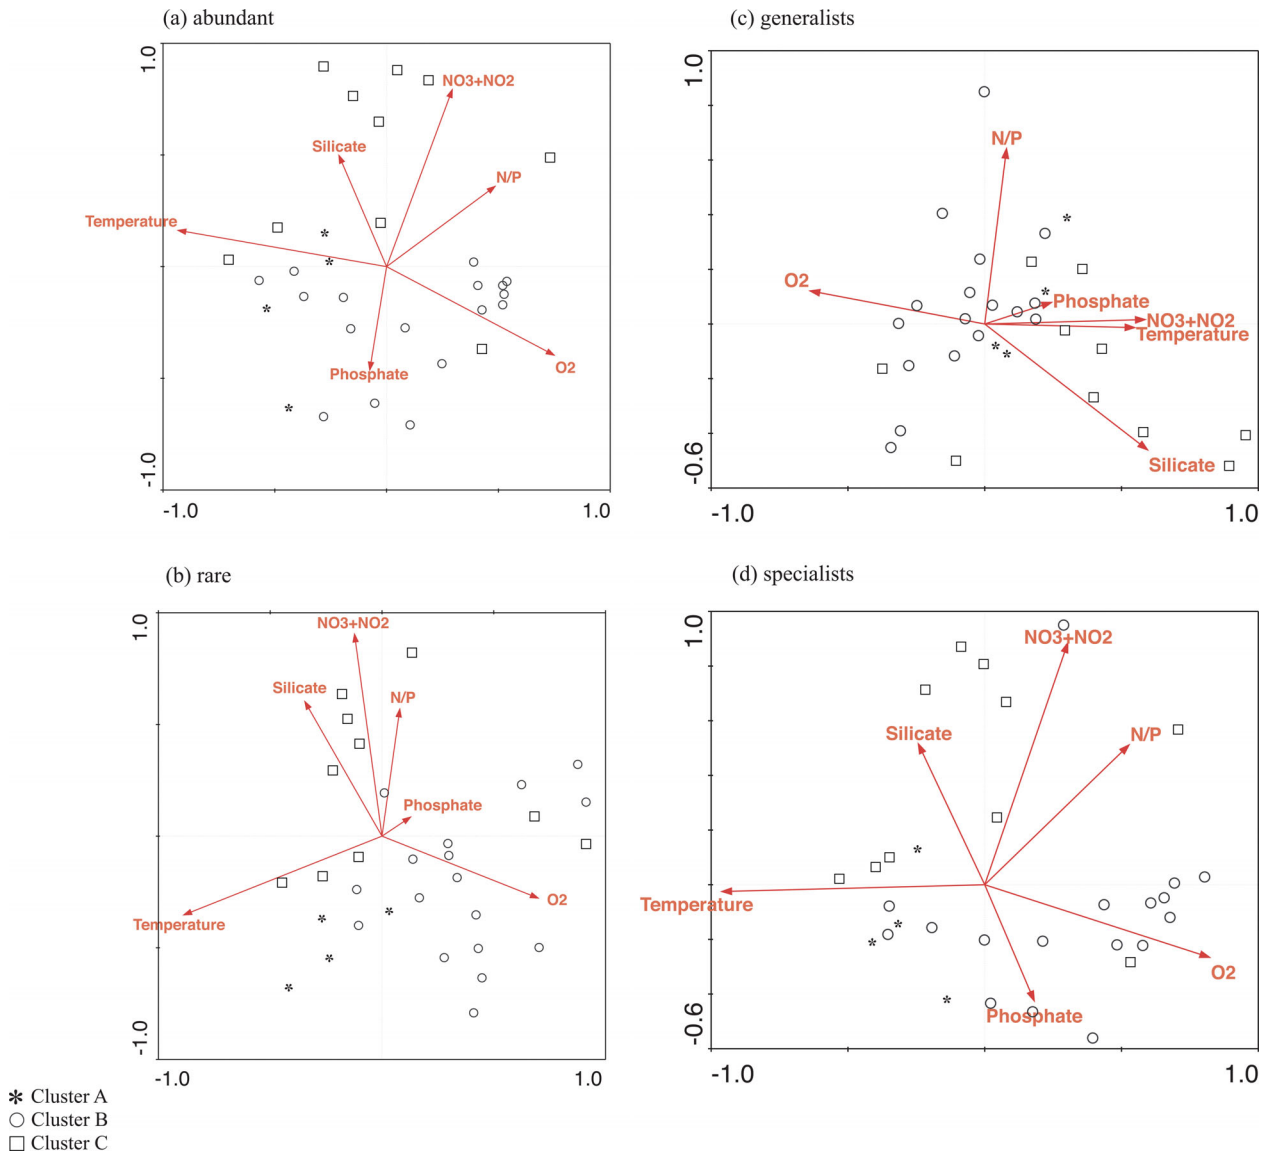 (a) abundant
1.0
NO3+NO2
Silicate
N/P
Temperature
Phosphate
O2
-1.0
-1.0
1.0
(c) generalists
1.0
N/P
O2
Phosphate
NO3+NO2
Temperature
Silicate
-0.6
-1.0
1.0
(b) rare
1.0
NO3+NO2
Silicate
N/P
Phosphate
Temperature
O2
-1.0
-1.0
1.0
(d) specialists
1.0
NO3+NO2
Silicate
N/P
Temperature
O2
Phosphate
-0.6
-1.0
1.0
Cluster A
Cluster B
Cluster C